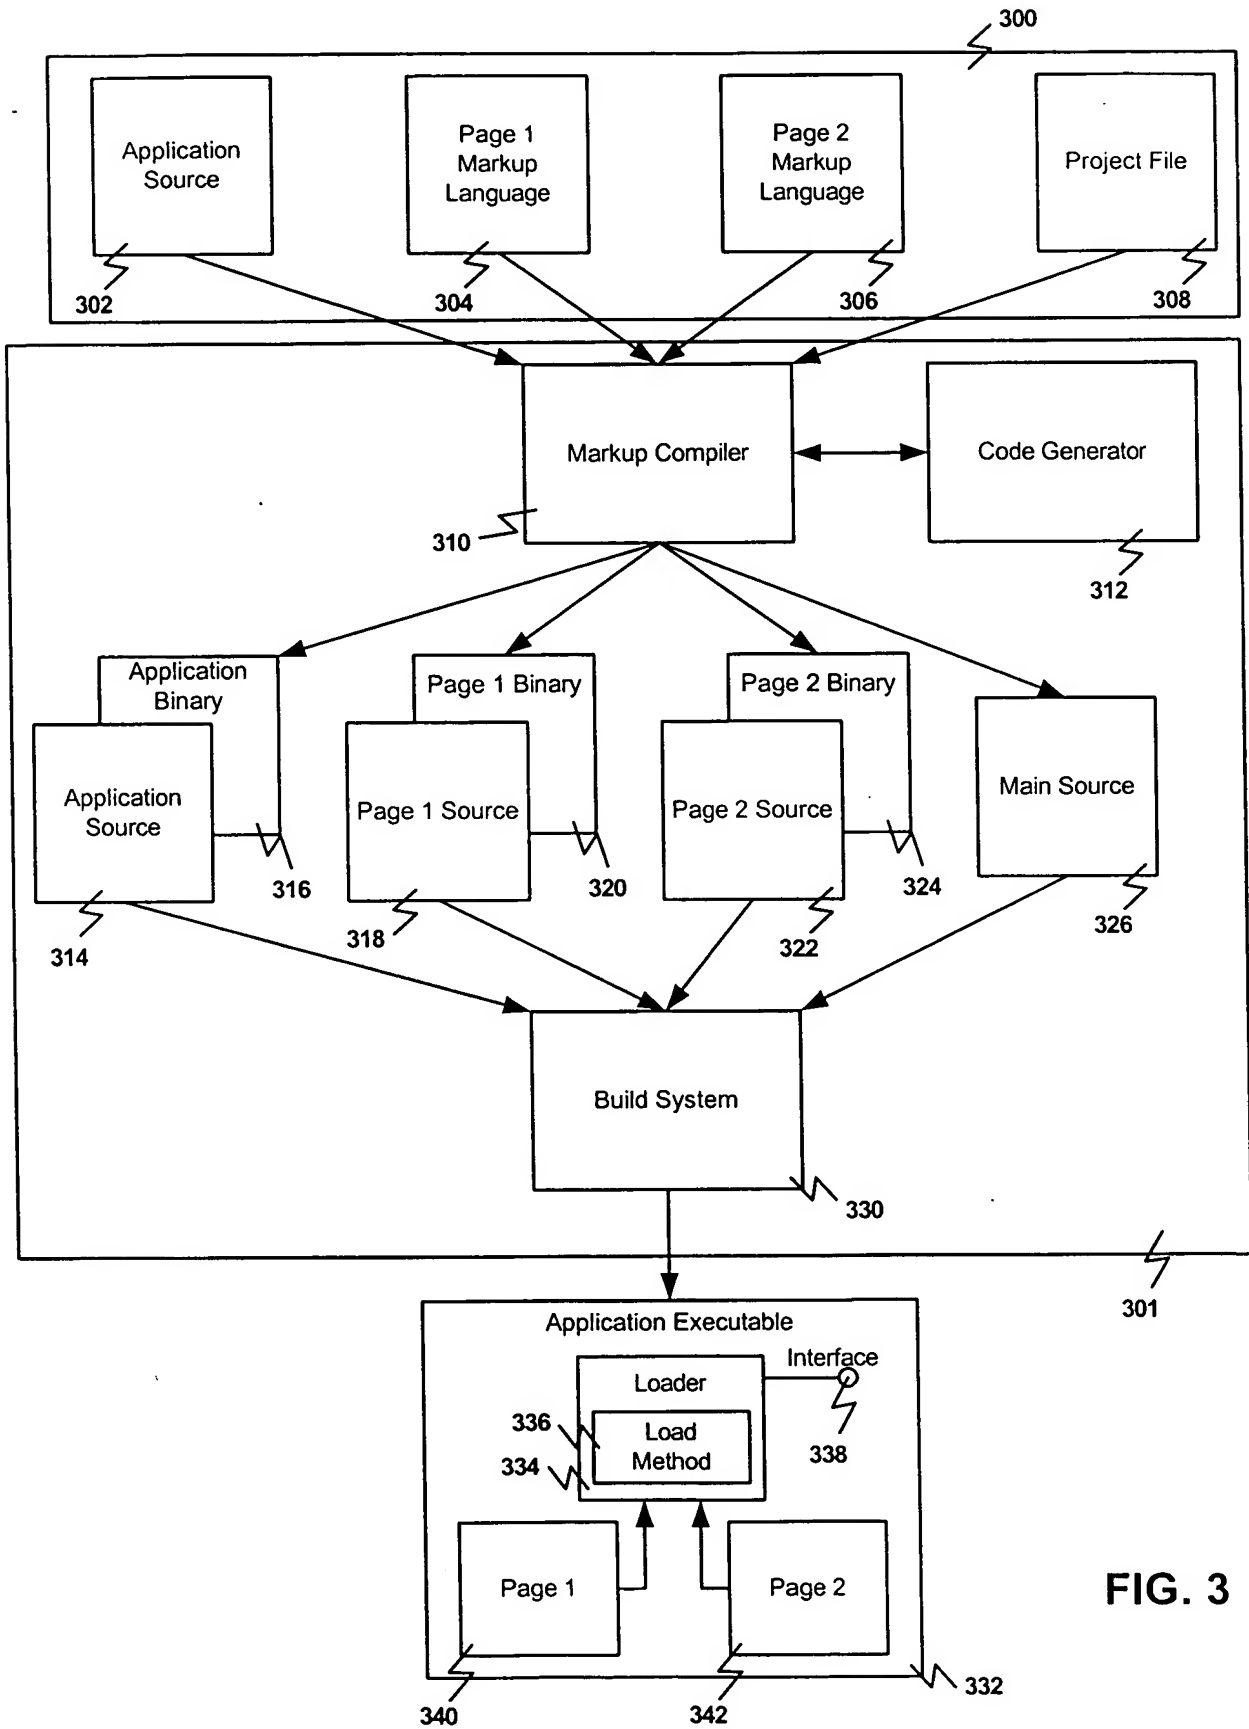 300
Application
Source
Page 1
Markup
Language
Page 2
Markup
Language
Project File
302
304
306
308
Markup Compiler
Code Generator
310
312
Application
Binary
Page 1 Binary
Page 2 Binary
Application
Source
Page 1 Source
Page 2 Source
Main Source
316
320
324
326
314
318
322
Build System
330
301
Application Executable
Interface
Loader
336
Load
Method
338
334
Page 1
Page 2
FIG. 3
340
342
332